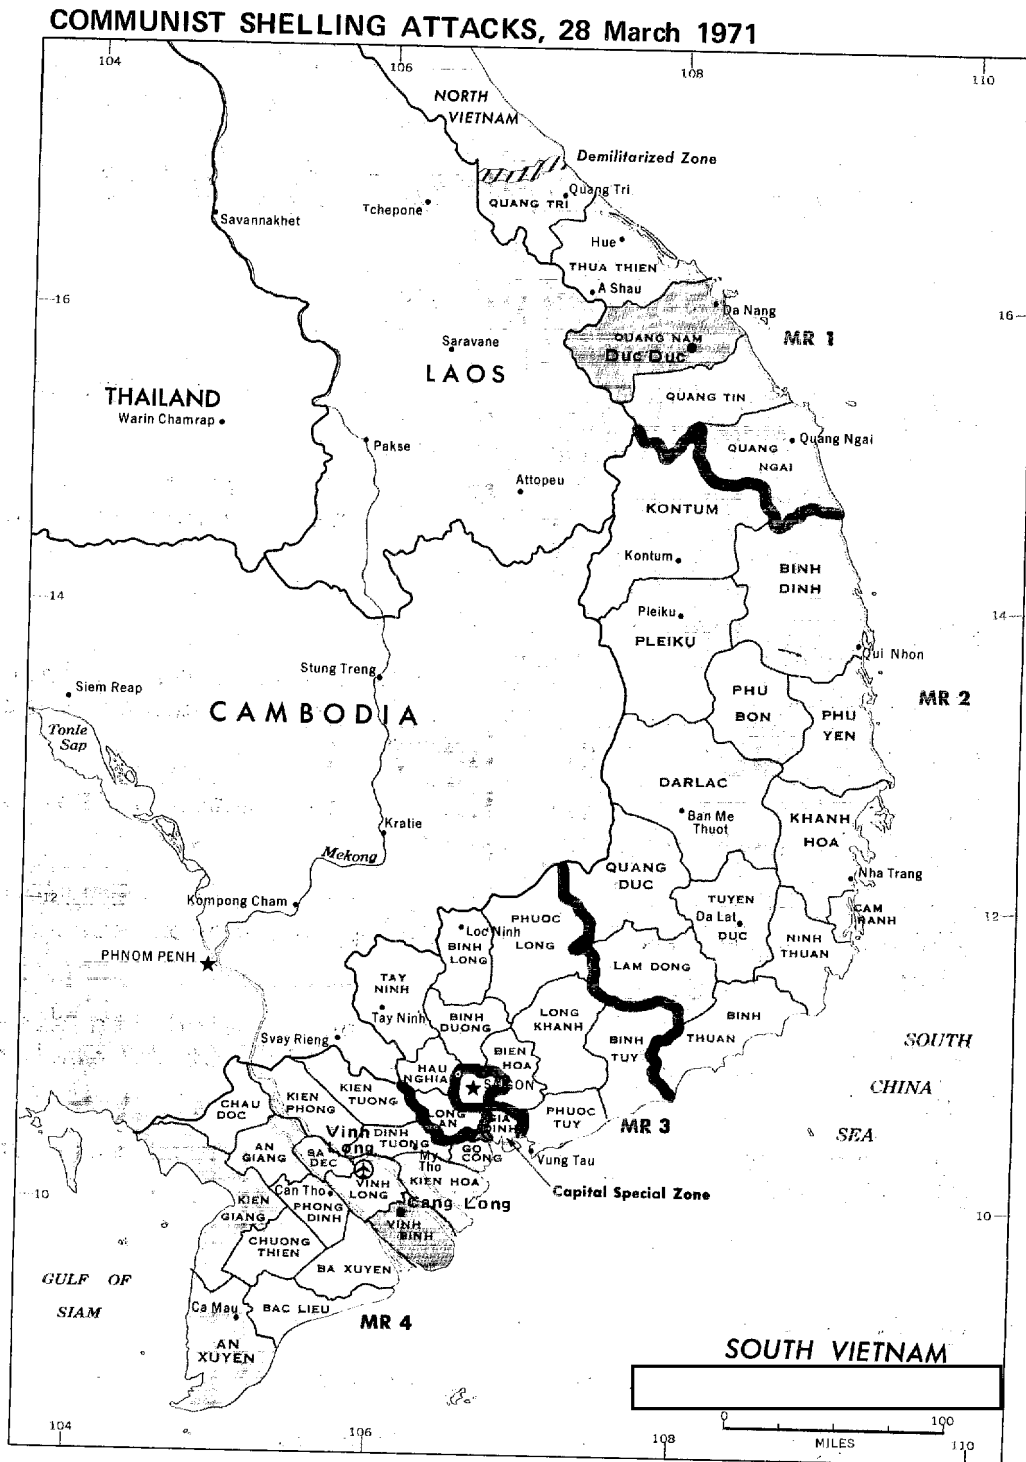 COMMUNIST SHELLING ATTACKS, 28 March 1971
104
106
108
110
NORTH
VIETNAM
Demilitarized Zone
Quang Tri
QUANG TRI
Tchepone
Savannakhet
Hue
THUA THIEN
A Shau
16
16
Da Nang
QUANG NAM
Duc Duc
MR 1
Saravane
LAOS
THAILAND
Warin Chamrap
QUANG TIN
Pakse
QUANG
NGAI
Quang Ngai
Attopeu
KONTUM
Kontum
BINH
DINH
14
14
Pleiku
PLEIKU
Qui Nhon
Stung Treng
Siem Reap
PHU
BON
MR 2
CAMBODIA
PHU
YEN
Tonle
Sap
DARLAC
Ban Me
Thuot
KHANH
HOA
Kratie
Mekong
QUANG
DUC
Nha Trang
12
12
Kompong Cham
TUYEN
Da Lat
DUC
CAM
RANH
PHUOC
LONG
Loc Ninh
BINH
LONG
NINH
THUAN
PHNOM PENH
LAM DONG
TAY
NINH
Tay Ninh
BINH
DUONG
LONG
KHANH
BINH
THUAN
BINH
TUY
Svay Rieng
BIEN
HOA
SOUTH
CHINA
SEA
HAU
NGHIA
SAIGON
KIEN
TUONG
KIEN
PHONG
CHAU
DOC
LONG
AN
GIA
DINH
PHUOC
TUY
MR 3
Vinh
Long
DINH
TUONG
AN
GIANG
SA
DEC
My
Tho
GO
CONG
Vung Tau
VINH
LONG
KIEN HOA
Capital Special Zone
10
10
Can Tho
PHONG
DINH
KIEN
GIANG
Cang Long
VINH
BINH
CHUONG
THIEN
BA XUYEN
GULF OF
SIAM
Ca Mau
BAC LIEU
MR 4
AN
XUYEN
SOUTH VIETNAM
0
100
MILES
104
106
108
110